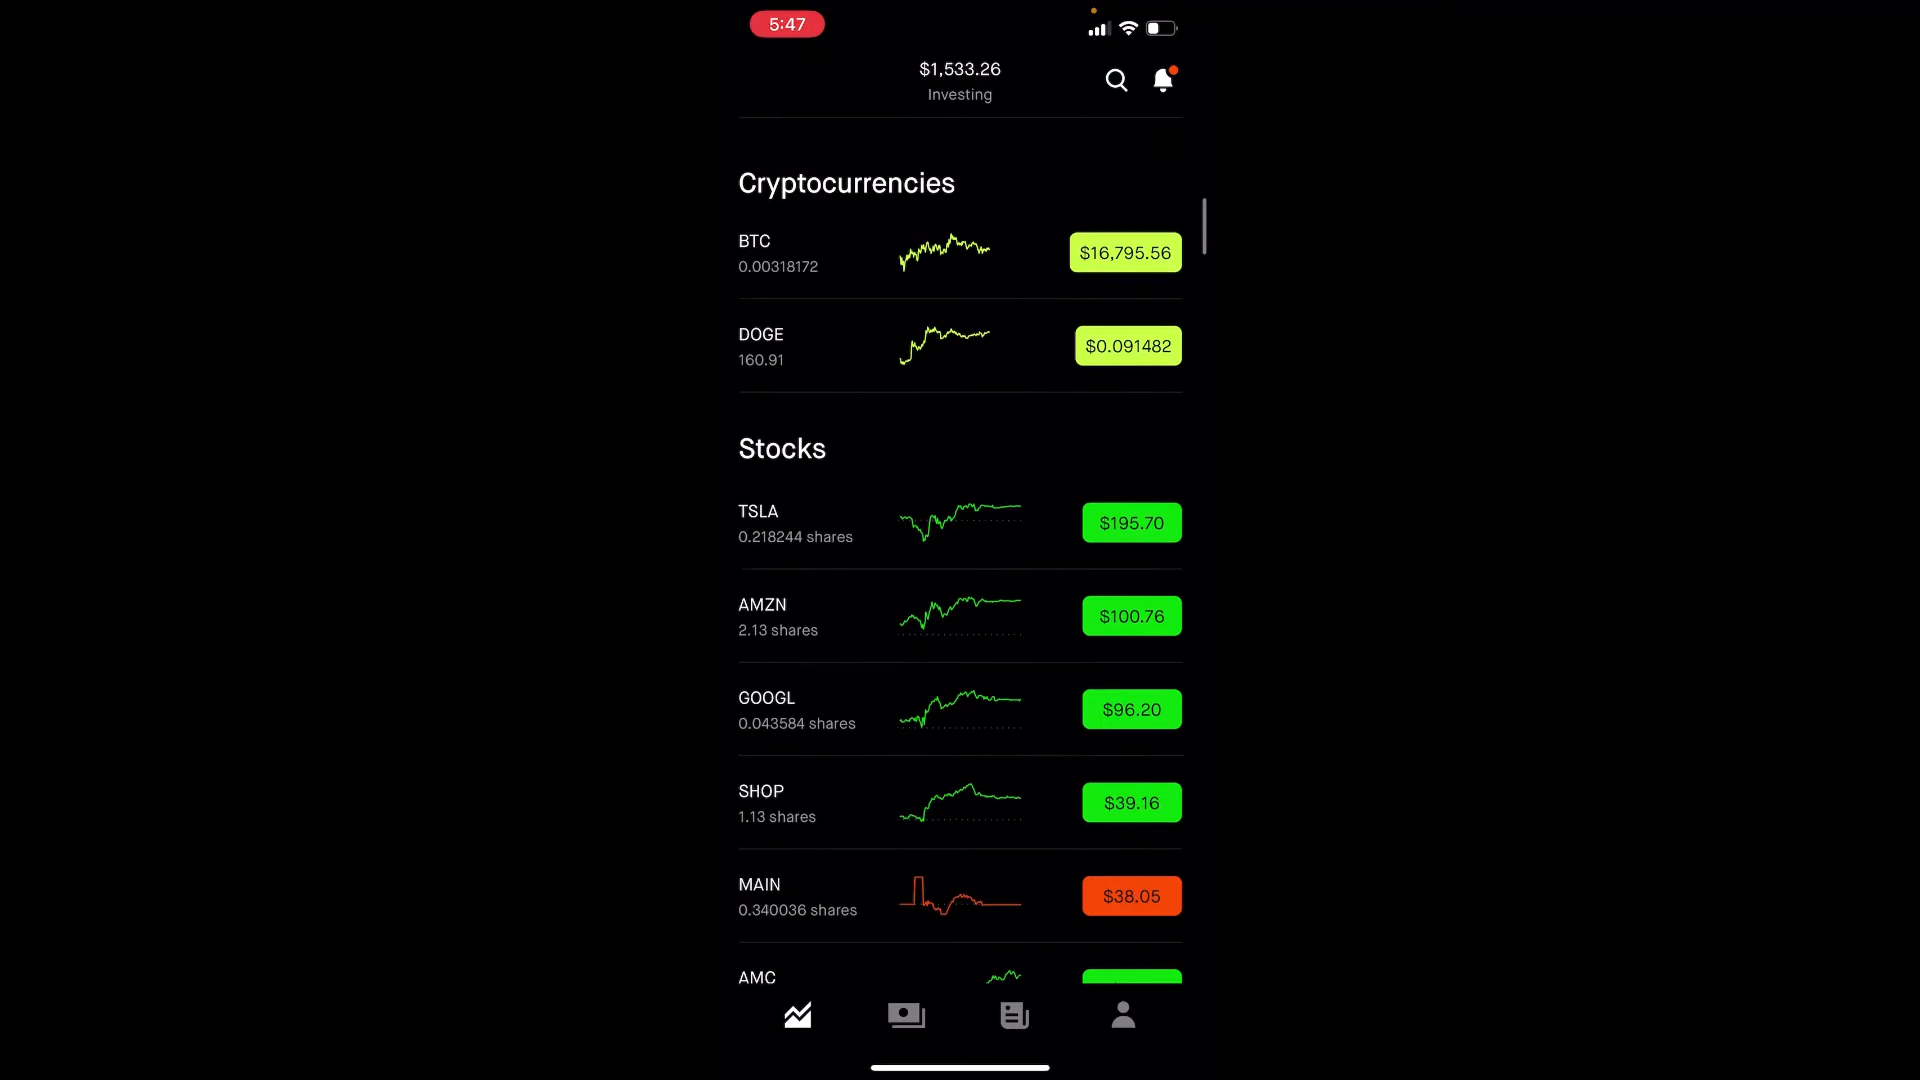 5:47
$1,533.26
Investing
Cryptocurrencies
BTC
0.00318172
$16,795.56
DOGE
160.91
$0.091482
Stocks
TSLA
0.218244 shares
$195.70
AMZN
2.13 shares
$100.76
GOOGL
0.043584 shares
$96.20
SHOP
1.13 shares
$39.16
MAIN
0.340036 shares
$38.05
AMC